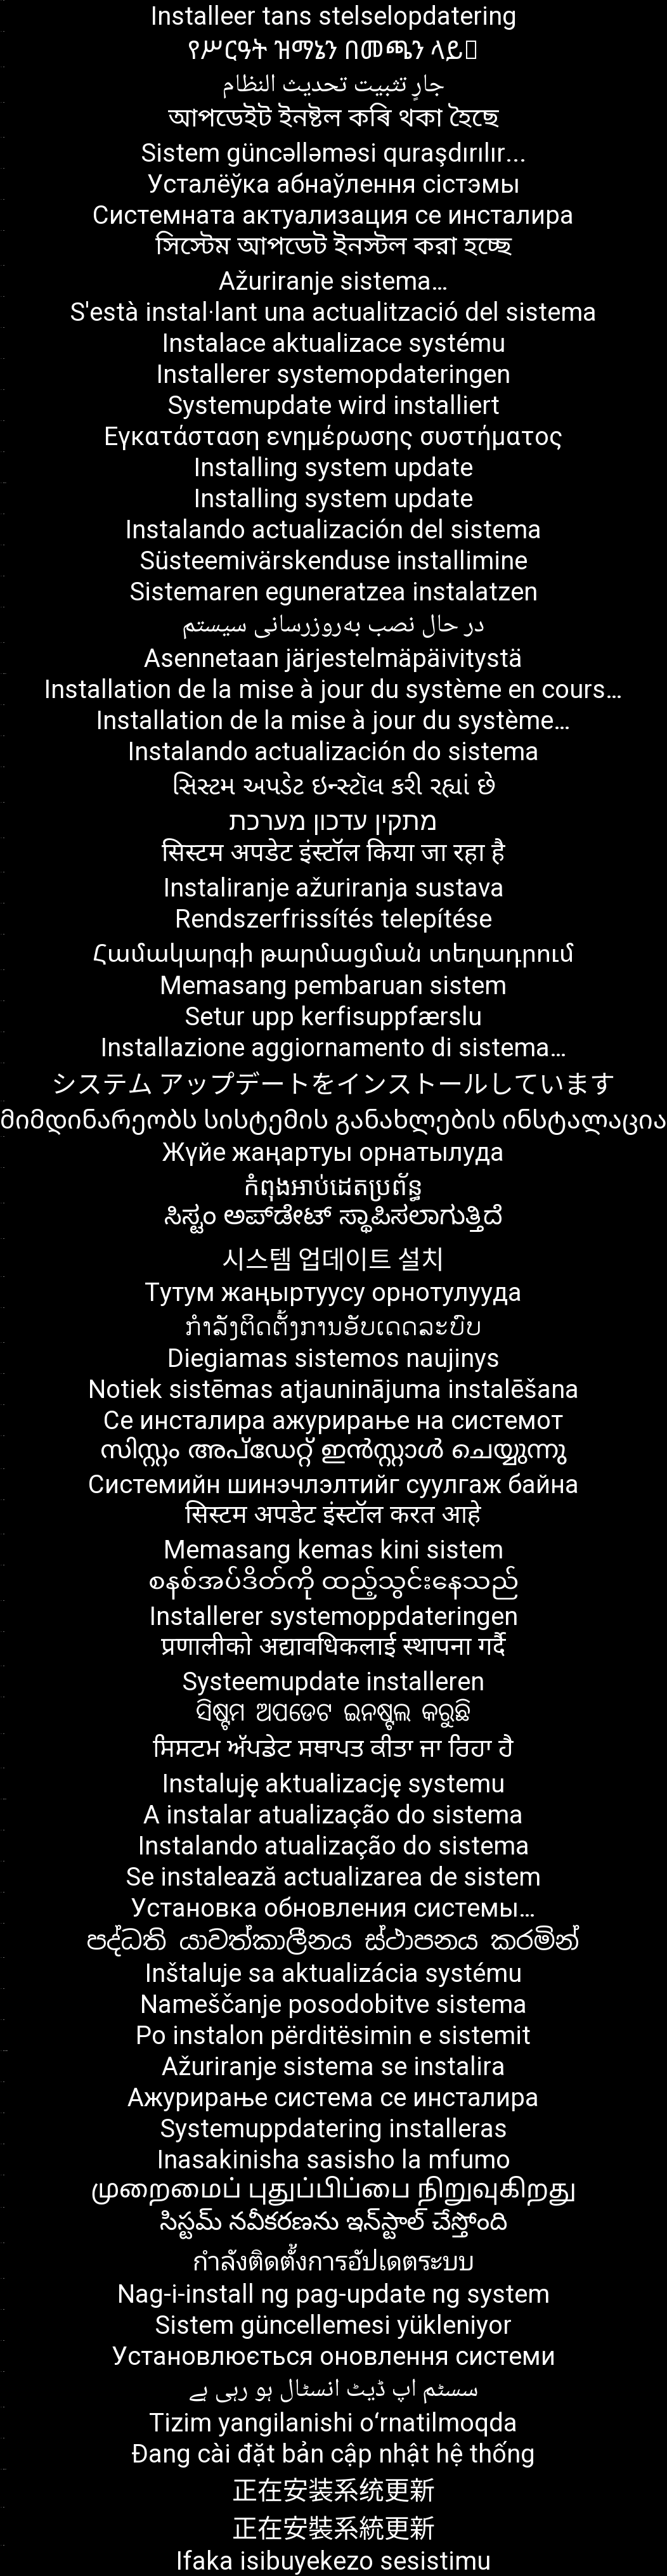 Installeer tans stelselopdatering
የሥርዓት ዝማኔን በመጫን ላይ
جارٍ تثبيت تحديث النظام
আপডেইট ইনষ্টল কৰি থকা হৈছে
Sistem güncəlləməsi quraşdırılır...
Усталёўка абнаўлення сістэмы
Системната актуализация се инсталира
সিস্টেম আপডেট ইনস্টল করা হচ্ছে
Ažuriranje sistema…
S'està instal·lant una actualització del sistema
Instalace aktualizace systému
Installerer systemopdateringen
Systemupdate wird installiert
Εγκατάσταση ενημέρωσης συστήματος
Installing system update
Installing system update
Instalando actualización del sistema
Süsteemivärskenduse installimine
Sistemaren eguneratzea instalatzen
در حال نصب به‌روزرسانی سیستم
Asennetaan järjestelmäpäivitystä
Installation de la mise à jour du système en cours…
Installation de la mise à jour du système…
Instalando actualización do sistema
સિસ્ટમ અપડેટ ઇન્સ્ટૉલ કરી રહ્યાં છે
מתקין עדכון מערכת
सिस्टम अपडेट इंस्टॉल किया जा रहा है
Instaliranje ažuriranja sustava
Rendszerfrissítés telepítése
Համակարգի թարմացման տեղադրում
Memasang pembaruan sistem
Setur upp kerfisuppfærslu
Installazione aggiornamento di sistema…
システム アップデートをインストールしています
მიმდინარეობს სისტემის განახლების ინსტალაცია
Жүйе жаңартуы орнатылуда
កំពុងអាប់ដេតប្រព័ន្ធ
ಸಿಸ್ಟಂ ಅಪ್‌ಡೇಟ್‌ ಸ್ಥಾಪಿಸಲಾಗುತ್ತಿದೆ
시스템 업데이트 설치
Тутум жаңыртуусу орнотулууда
ກຳລັງຕິດຕັ້ງການອັບເດດລະບົບ
Diegiamas sistemos naujinys
Notiek sistēmas atjauninājuma instalēšana
Се инсталира ажурирање на системот
സിസ്റ്റം അപ്ഡേറ്റ് ഇൻസ്റ്റാൾ ചെയ്യുന്നു
Системийн шинэчлэлтийг суулгаж байна
सिस्टम अपडेट इंस्टॉल करत आहे
Memasang kemas kini sistem
စနစ်အပ်ဒိတ်ကို ထည့်သွင်းနေသည်
Installerer systemoppdateringen
प्रणालीको अद्यावधिकलाई स्थापना गर्दै
Systeemupdate installeren
ସିଷ୍ଟମ ଅପଡେଟ ଇନଷ୍ଟଲ କରୁଛି
ਸਿਸਟਮ ਅੱਪਡੇਟ ਸਥਾਪਤ ਕੀਤਾ ਜਾ ਰਿਹਾ ਹੈ
Instaluję aktualizację systemu
A instalar atualização do sistema
Instalando atualização do sistema
Se instalează actualizarea de sistem
Установка обновления системы…
පද්ධති යාවත්කාලීනය ස්ථාපනය කරමින්
Inštaluje sa aktualizácia systému
Nameščanje posodobitve sistema
Po instalon përditësimin e sistemit
Ažuriranje sistema se instalira
Ажурирање система се инсталира
Systemuppdatering installeras
Inasakinisha sasisho la mfumo
முறைமைப் புதுப்பிப்பை நிறுவுகிறது
సిస్టమ్ నవీకరణను ఇన్‍స్టాల్ చేస్తోంది
กำลังติดตั้งการอัปเดตระบบ
Nag-i-install ng pag-update ng system
Sistem güncellemesi yükleniyor
Установлюється оновлення системи
سسٹم اپ ڈیٹ انسٹال ہو رہی ہے
Tizim yangilanishi o‘rnatilmoqda
Đang cài đặt bản cập nhật hệ thống
正在安装系统更新
正在安裝系統更新
Ifaka isibuyekezo sesistimu